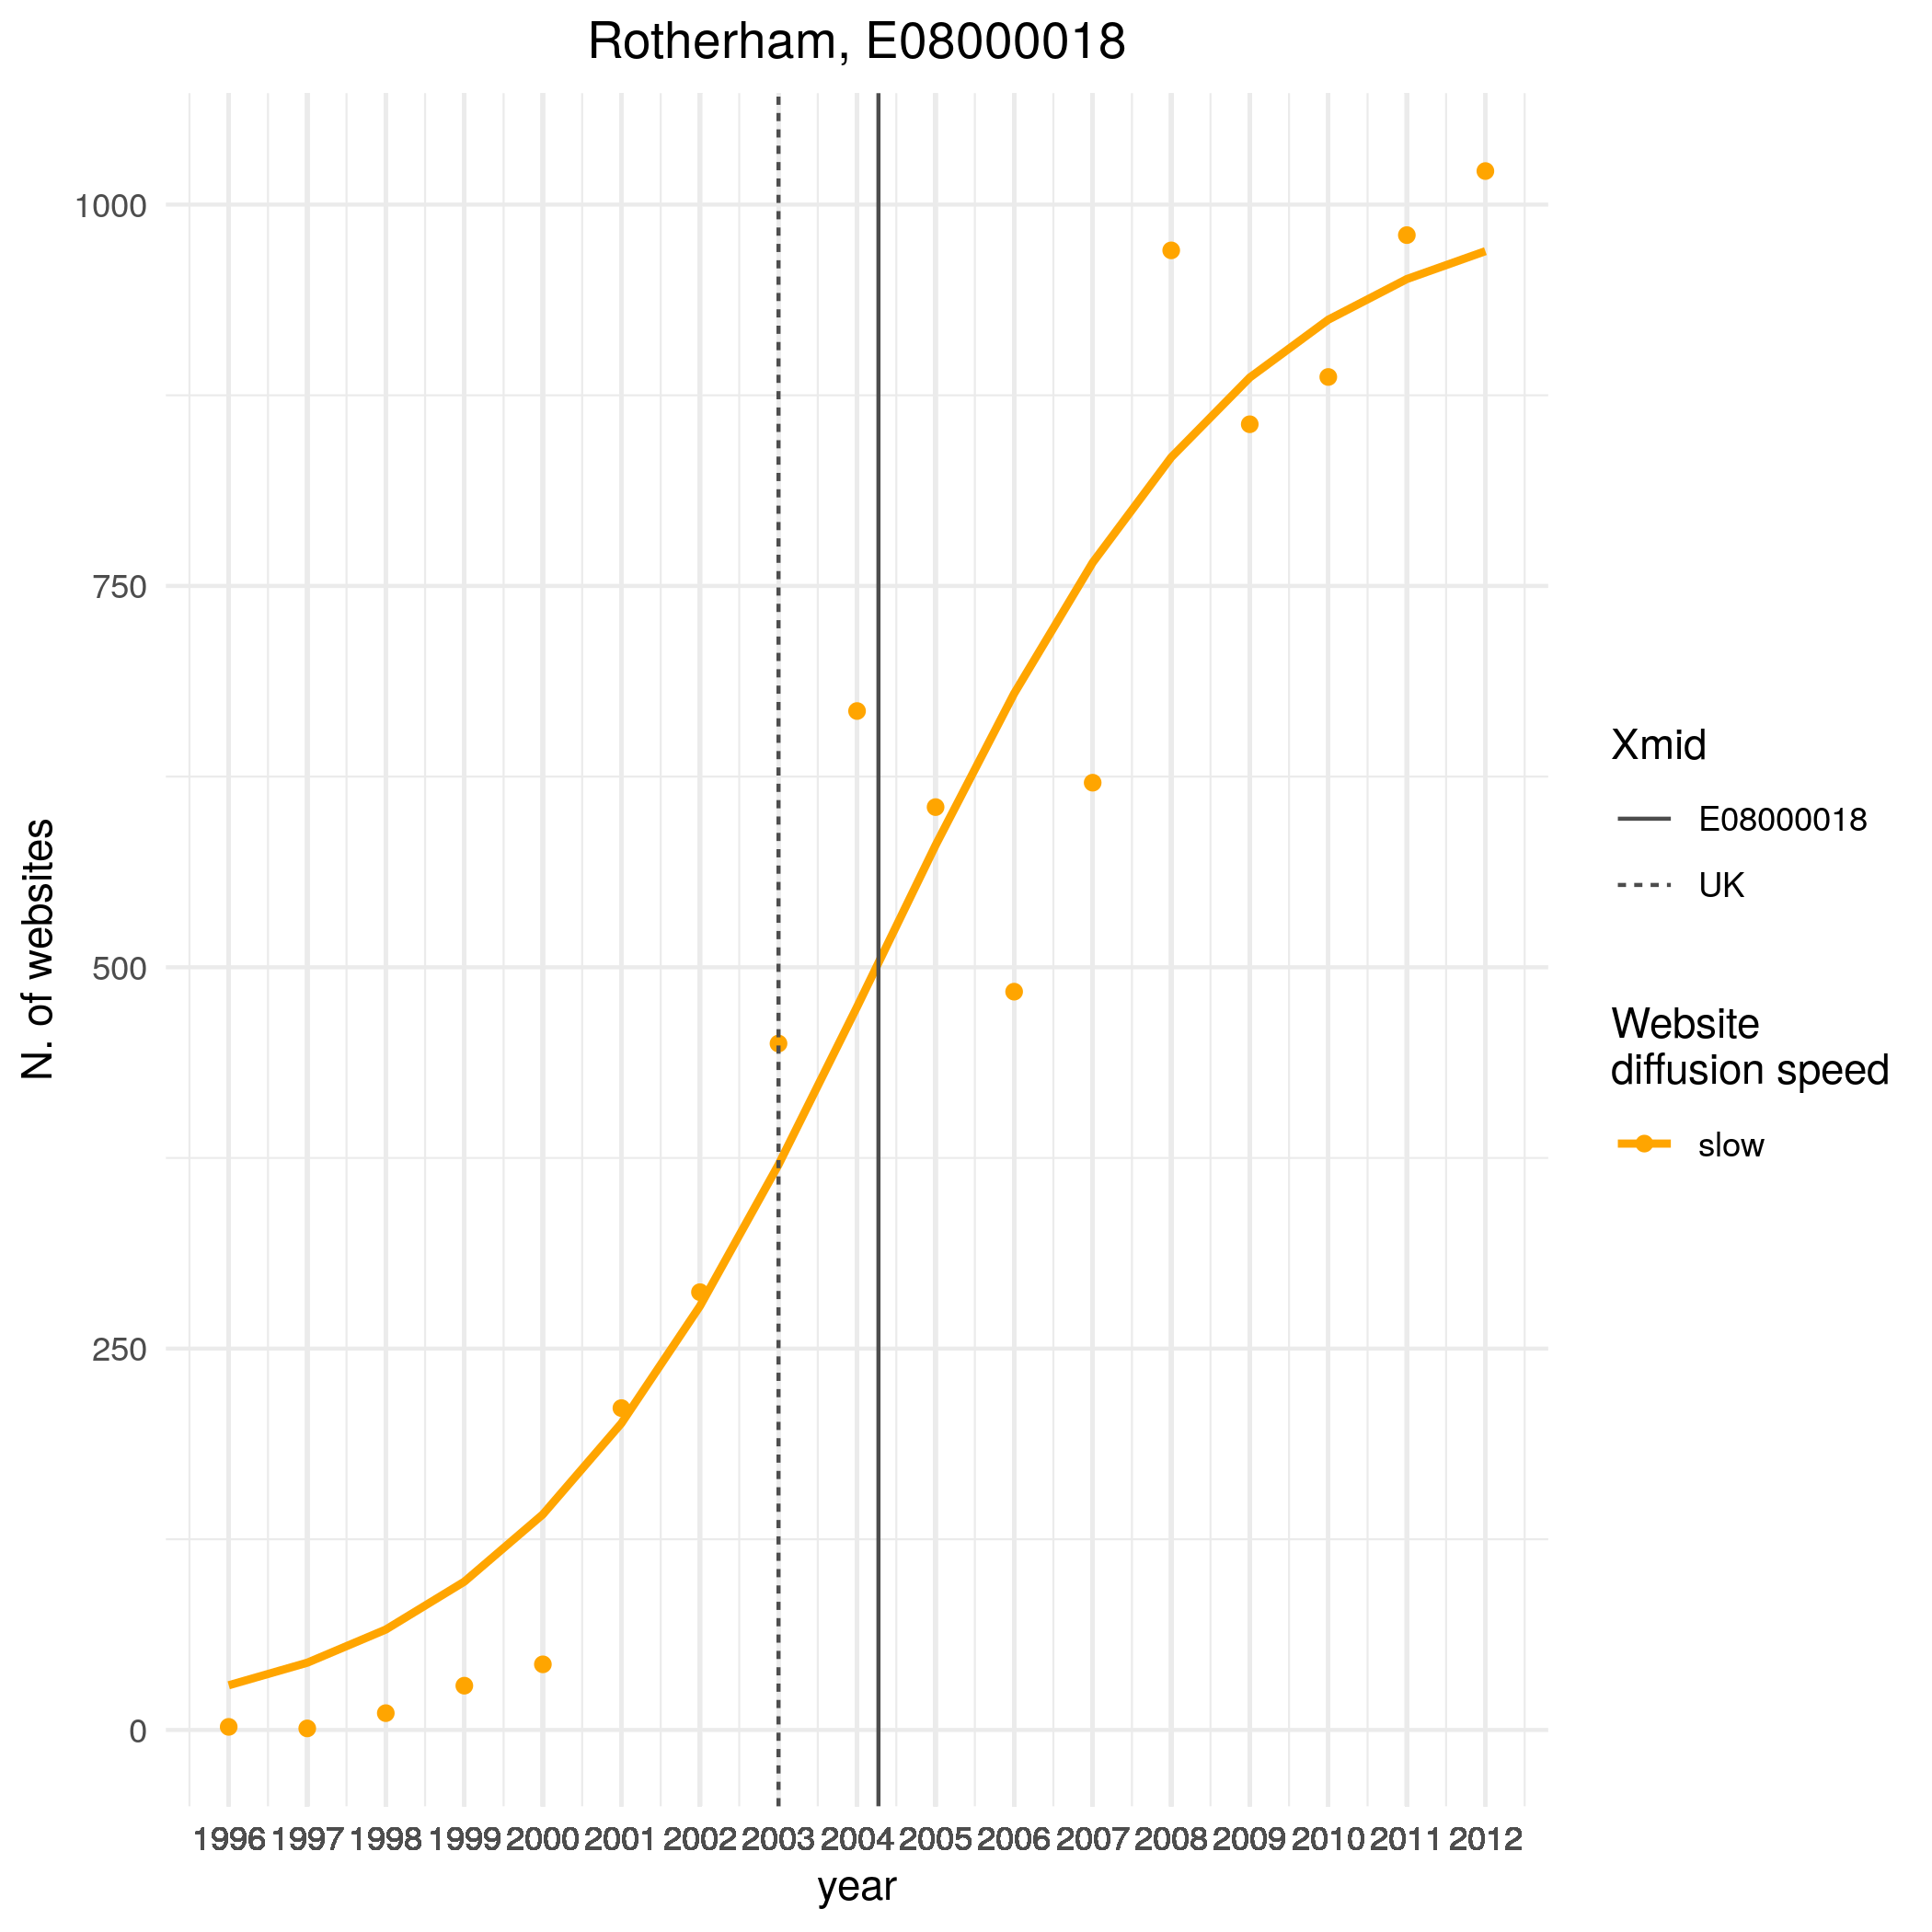 Rotherham, E08000018
N. of websites
1000
750
500
250
0
1996 1997 1998 1999 2000 2001 2002 2003 2004 2005 2006 2007 2008 2009 2010 2011 2012
year
Xmid
E08000018
UK
Website
diffusion speed
slow